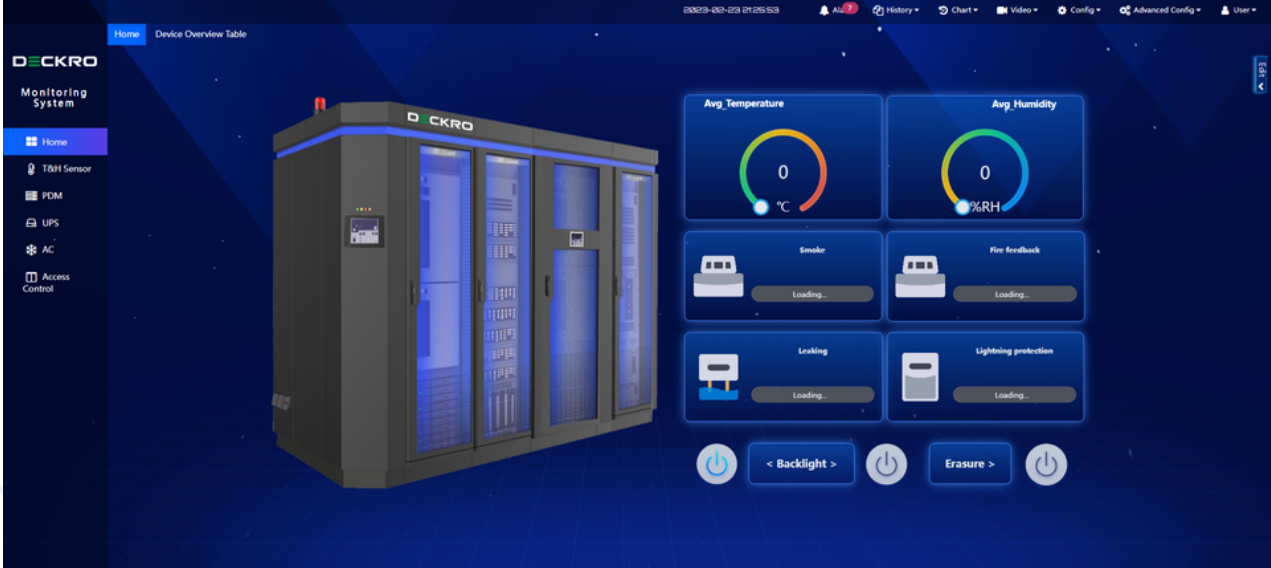 2023-02-23 21:25:53
7
History
Chart
Video
Config
Advanced Config
User
Home
Device Overview Table
DECKRO
Monitoring
System
Edit
Home
T&H Sensor
PDM
UPS
AC
Access
Control
DECKRO
Avg_Temperature
0
℃
Avg_Humidity
0
%RH
Smoke
Loading...
Fire feedback
Loading...
Leaking
Loading...
Lightning protection
Loading...
< Backlight >
Erasure >